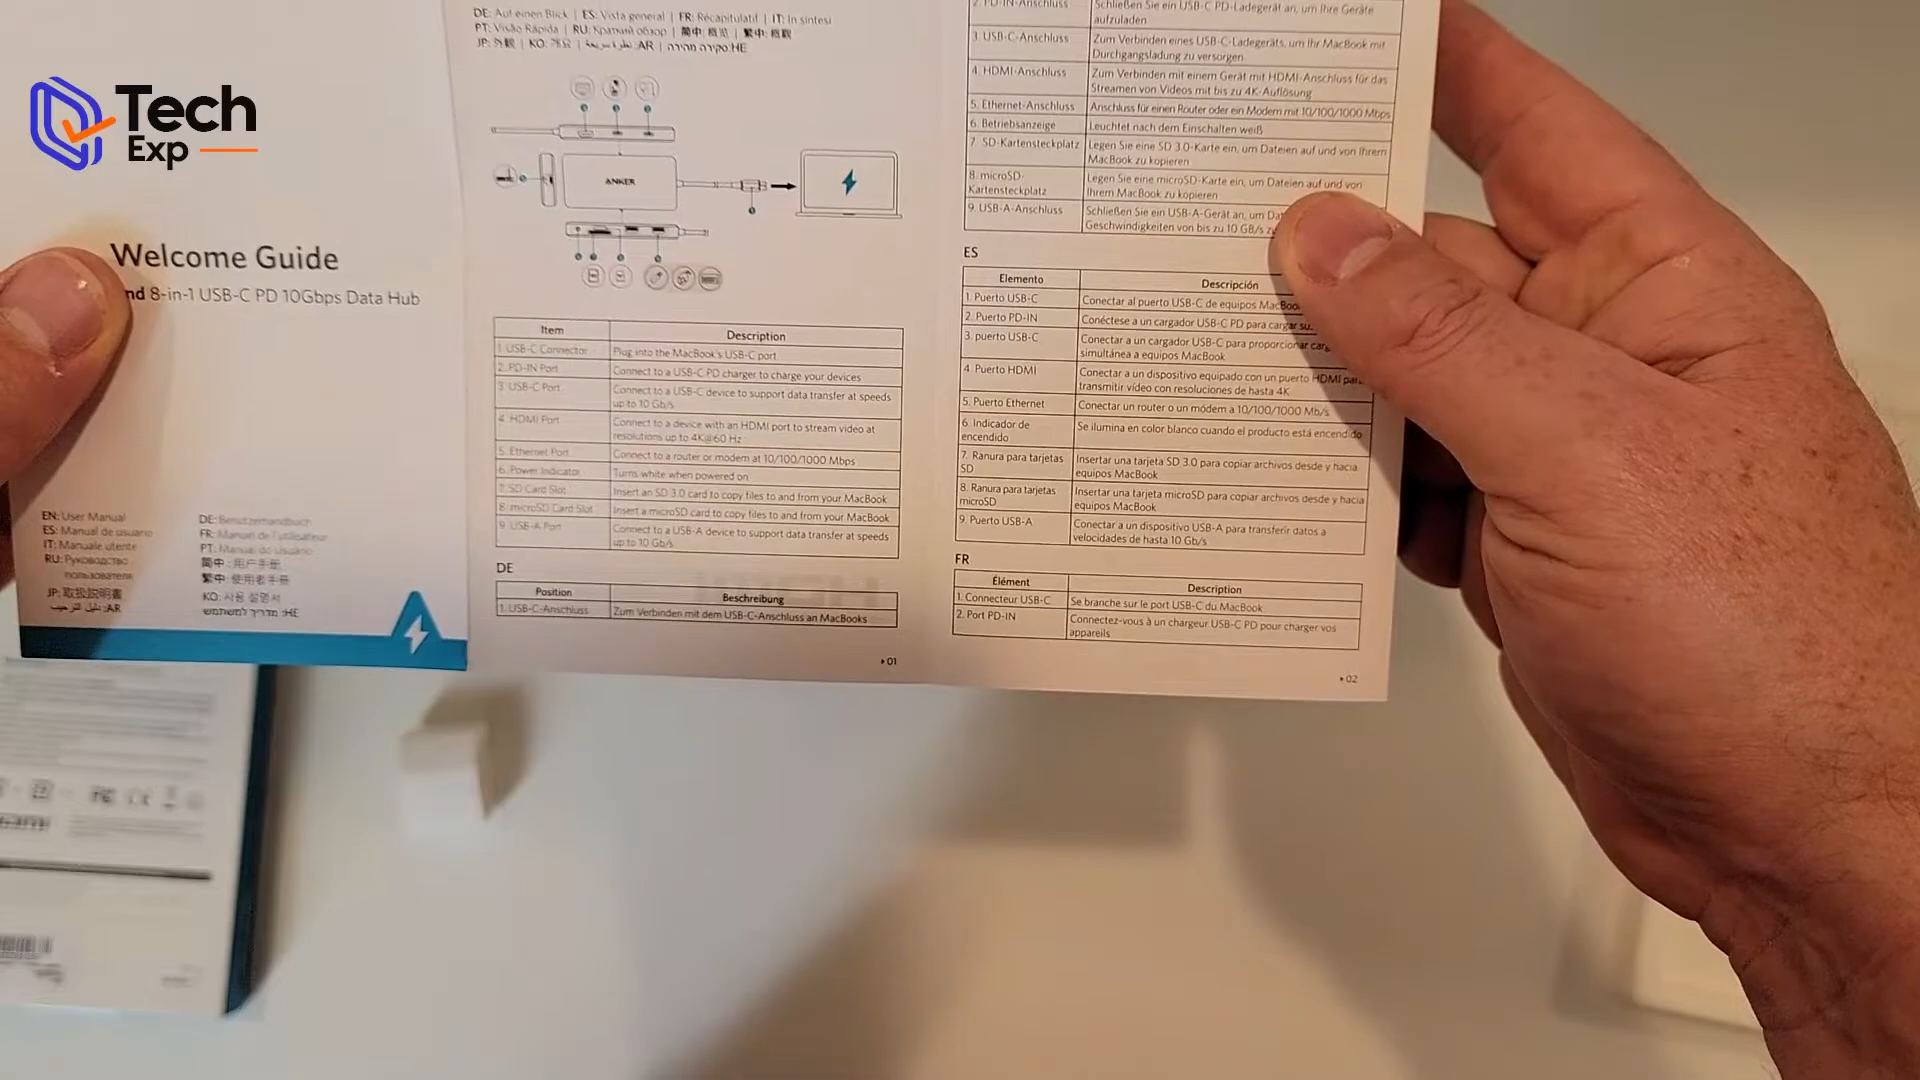 Tech
Exp
Welcome Guide
nd 8-in-1 USB-C PD 10Gbps Data Hub
EN: User Manual
ES: Manual de usuario
IT: Manuale utente
RU: Руководство
пользователя
JP: 取扱説明書
AR: دليل الترحيب
DE: Benutzerhandbuch
FR: Manuel de l'utilisateur
PT: Manual do usuário
简中: 用户手册
繁中: 使用者手冊
KO: 사용 설명서
HE: מדריך למשתמש
DE: Auf einen Blick | ES: Vista general | FR: Récapitulatif | IT: In sintesi
PT: Visão Rápida | RU: Краткий обзор | 简中: 概览 | 繁中: 概觀
JP: 外観 | KO: 개요 | AR: نظرة سريعة | HE: סקירה מהירה
ANKER
Item Description
1. USB-C Connector Plug into the MacBook's USB-C port
2. PD-IN Port Connect to a USB-C PD charger to charge your devices
3. USB-C Port Connect to a USB-C device to support data transfer at speeds
up to 10 Gb/s
4. HDMI Port Connect to a device with an HDMI port to stream video at
resolutions up to 4K@60 Hz
5. Ethernet Port Connect to a router or modem at 10/100/1000 Mbps
6. Power Indicator Turns white when powered on
7. SD Card Slot Insert an SD 3.0 card to copy files to and from your MacBook
8. microSD Card Slot Insert a microSD card to copy files to and from your MacBook
9. USB-A Port Connect to a USB-A device to support data transfer at speeds
up to 10 Gb/s
DE
Position Beschreibung
1. USB-C-Anschluss Zum Verbinden mit dem USB-C-Anschluss an MacBooks
01
2. PD-IN-Anschluss Schließen Sie ein USB-C PD-Ladegerät an, um Ihre Geräte
aufzuladen
3. USB-C-Anschluss Zum Verbinden eines USB-C-Ladegeräts, um Ihr MacBook mit
Durchgangsladung zu versorgen
4. HDMI-Anschluss Zum Verbinden mit einem Gerät mit HDMI-Anschluss für das
Streamen von Videos mit bis zu 4K-Auflösung
5. Ethernet-Anschluss Anschluss für einen Router oder ein Modem mit 10/100/1000 Mbps
6. Betriebsanzeige Leuchtet nach dem Einschalten weiß
7. SD-Kartensteckplatz Legen Sie eine SD 3.0-Karte ein, um Dateien auf und von Ihrem
MacBook zu kopieren
8. microSD-
Kartensteckplatz Legen Sie eine microSD-Karte ein, um Dateien auf und von
Ihrem MacBook zu kopieren
9. USB-A-Anschluss Schließen Sie ein USB-A-Gerät an, um Dat
Geschwindigkeiten von bis zu 10 GB/s
ES
Elemento Descripción
1. Puerto USB-C Conectar al puerto USB-C de equipos MacBoo
2. Puerto PD-IN Conéctese a un cargador USB-C PD para cargar su
3. puerto USB-C Conectar a un cargador USB-C para proporcionar carg
simultánea a equipos MacBook
4. Puerto HDMI Conectar a un dispositivo equipado con un puerto HDMI para
transmitir vídeo con resoluciones de hasta 4K
5. Puerto Ethernet Conectar un router o un módem a 10/100/1000 Mb/s
6. Indicador de
encendido Se ilumina en color blanco cuando el producto está encendido
7. Ranura para tarjetas
SD Insertar una tarjeta SD 3.0 para copiar archivos desde y hacia
equipos MacBook
8. Ranura para tarjetas
microSD Insertar una tarjeta microSD para copiar archivos desde y hacia
equipos MacBook
9. Puerto USB-A Conectar a un dispositivo USB-A para transferir datos a
velocidades de hasta 10 Gb/s
FR
Élément Description
1. Connecteur USB-C Se branche sur le port USB-C du MacBook
2. Port PD-IN Connectez-vous à un chargeur USB-C PD pour charger vos
appareils
02